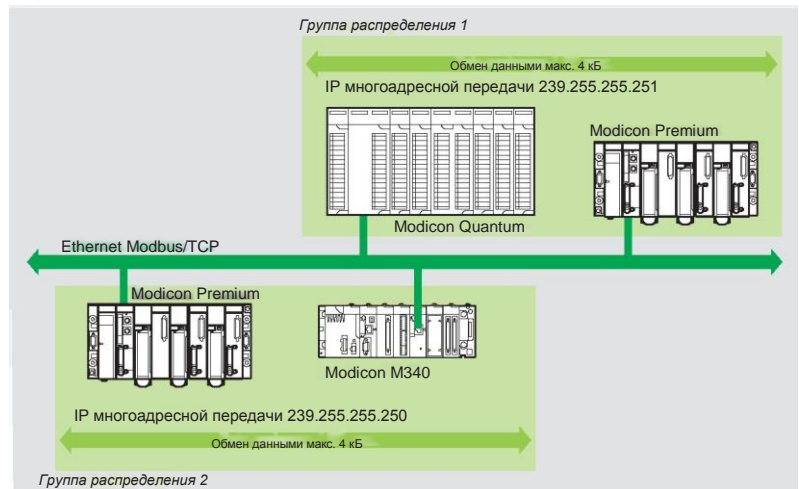 Группа распределения 1
Обмен данными макс. 4 кБ
IP многоадресной передачи 239.255.255.251
Modicon Premium
Modicon Quantum
Ethernet Modbus/TCP
Modicon Premium
Modicon M340
IP многоадресной передачи 239.255.255.250
Обмен данными макс. 4 кБ
Группа распределения 2